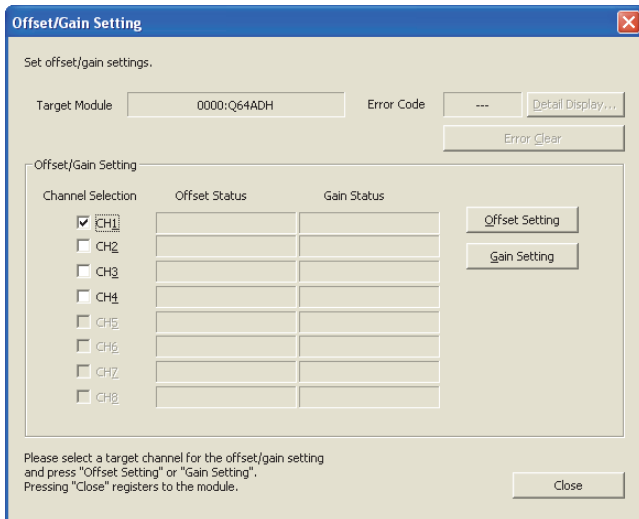 Offset/Gain Setting
Set offset/gain settings.
Target Module 0000:Q64ADH Error Code --- Detail Display...
Error Clear
Offset/Gain Setting
Channel Selection Offset Status Gain Status
CH1 Offset Setting
CH2 Gain Setting
CH3
CH4
CH5
CH6
CH7
CH8
Please select a target channel for the offset/gain setting
and press "Offset Setting" or "Gain Setting".
Pressing "Close" registers to the module.
Close